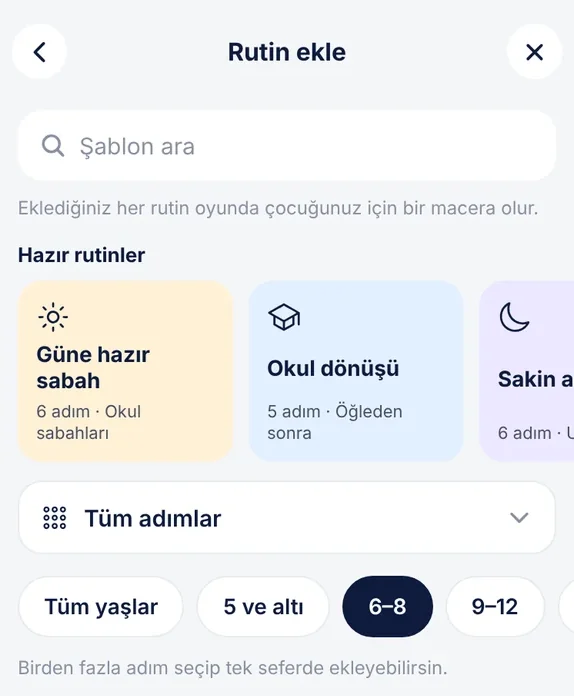 Rutin ekle
Şablon ara
Eklediğiniz her rutin oyunda çocuğunuz için bir macera olur.
Hazır rutinler
Güne hazır
sabah
6 adım · Okul
sabahları
Okul dönüşü
5 adım · Öğleden
sonra
Sakin a
6 adım · U
Tüm adımlar
Tüm yaşlar
5 ve altı
6–8
9–12
Birden fazla adım seçip tek seferde ekleyebilirsin.